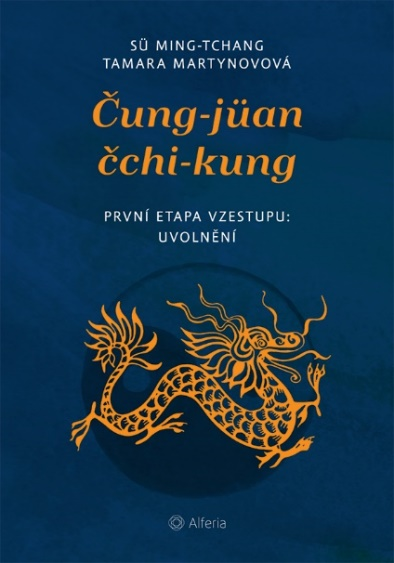 SÜ MING-TCHANG
TAMARA MARTYNOVOVÁ
Čung-jüan
čchi-kung
PRVNÍ ETAPA VZESTUPU:
UVOLNĚNÍ
Alferia